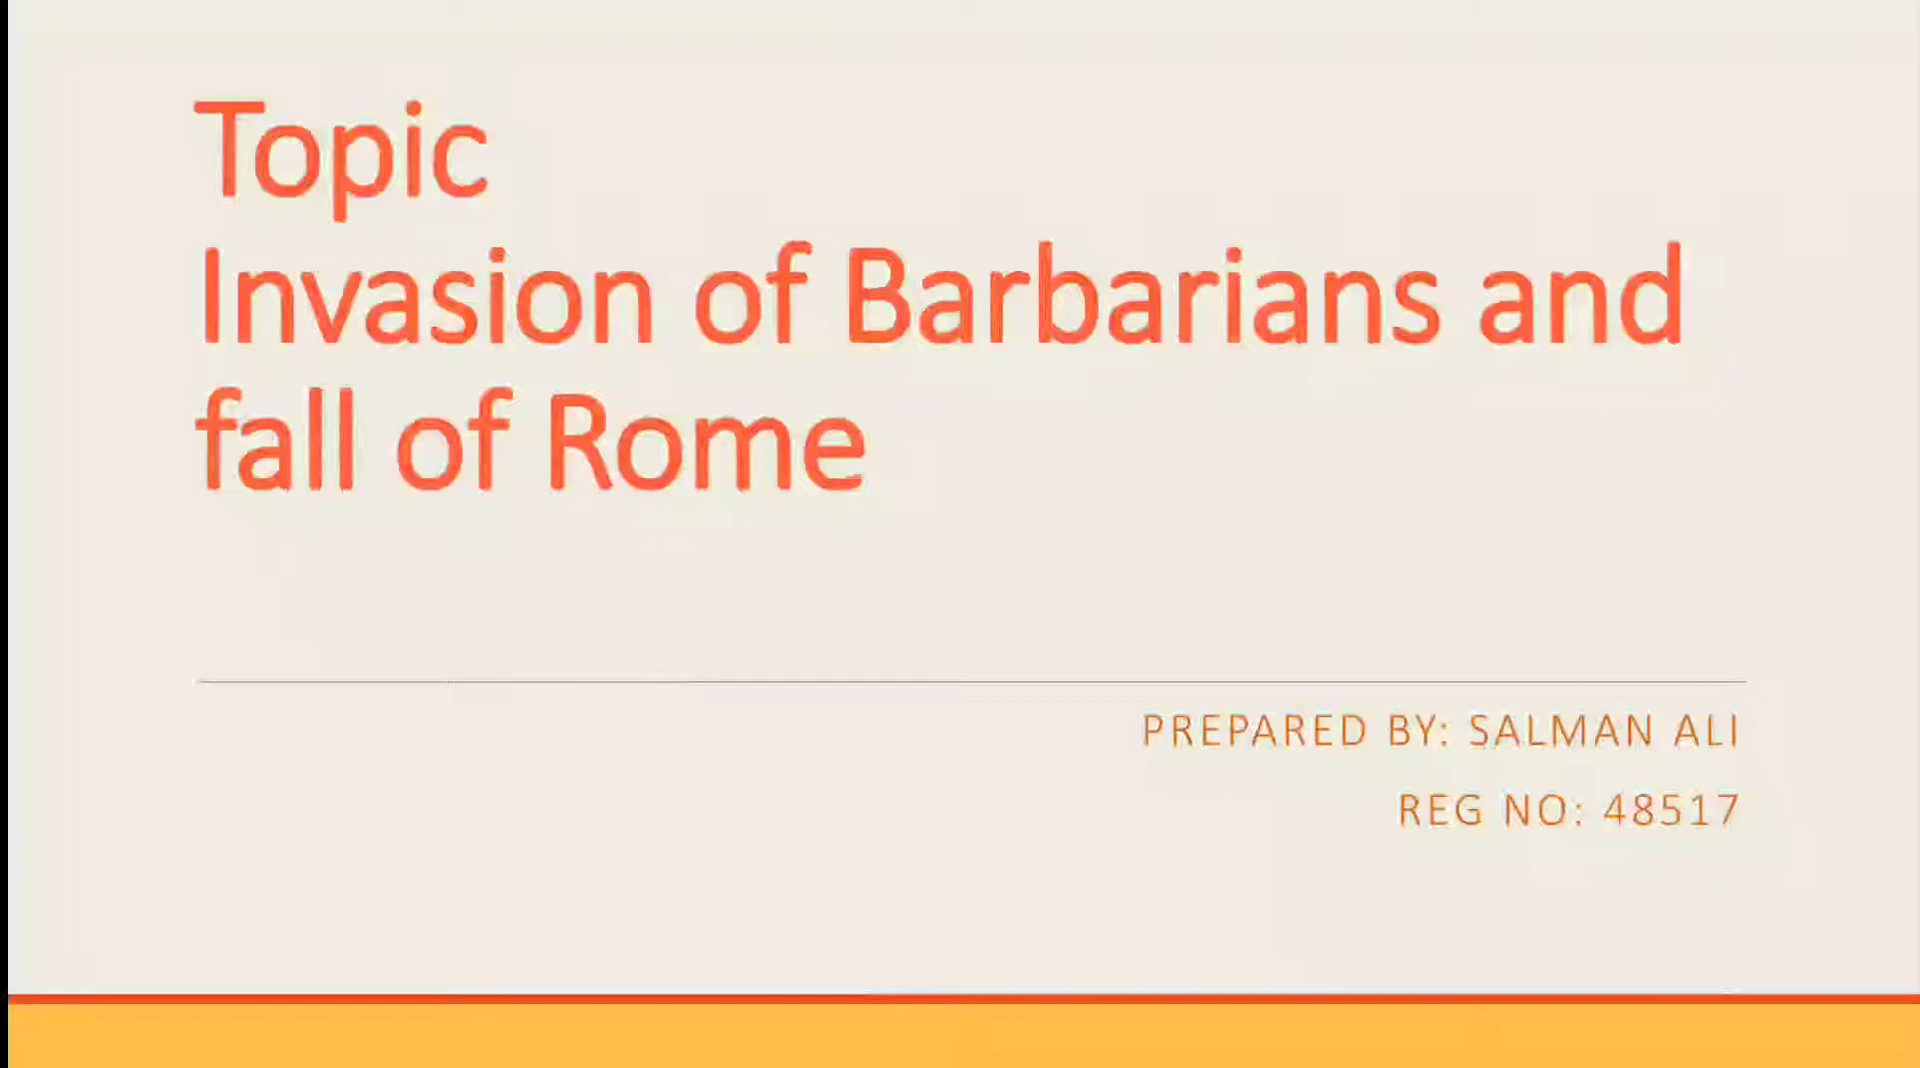 Topic
Invasion of Barbarians and
fall of Rome
PREPARED BY: SALMAN ALI
REG NO: 48517